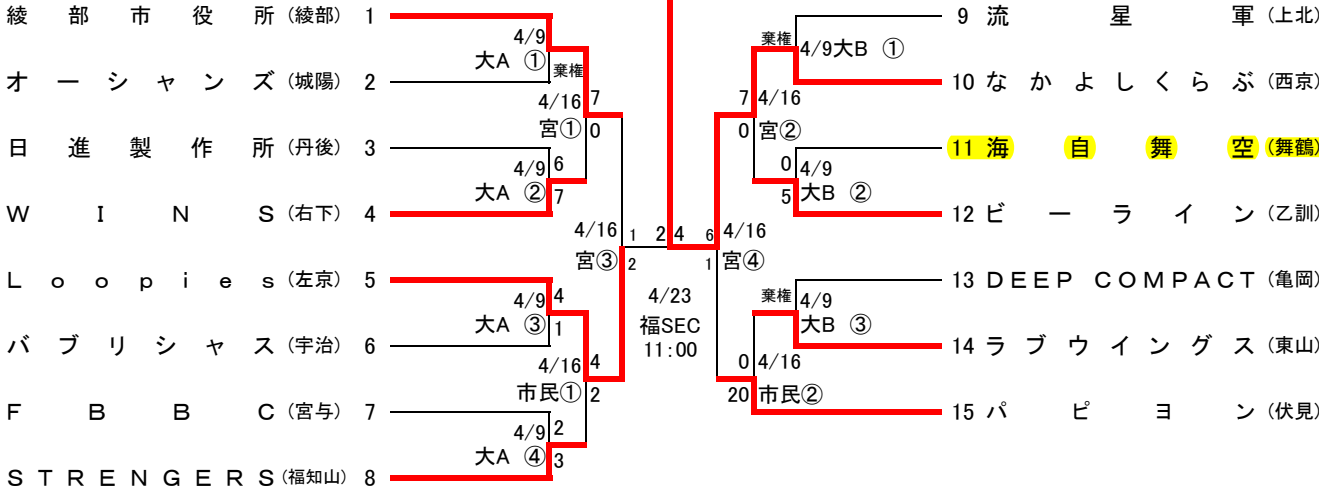 綾部市役所(綾部) 1
4/9
大A ①
棄権
オーシャンズ(城陽) 2
4/16 7
宮① 0
日進製作所(丹後) 3
4/9 6
大A ② 7
WINS(右下) 4
4/16 1
宮③ 2
Loopies(左京) 5
4/9 4
大A ③ 1
バブリシャス(宇治) 6
4/16 4
市民① 2
FBBC(宮与) 7
4/9 2
大A ④ 3
STRENGERS(福知山) 8
2 4
4/23
福SEC
11:00
9 流星軍(上北)
棄権 4/9大B ①
10 なかよしくらぶ(西京)
7 4/16
0 宮②
11 海自舞空(舞鶴)
0 4/9
5 大B ②
12 ビーライン(乙訓)
6 4/16
1 宮④
13 DEEP COMPACT(亀岡)
棄権 4/9
大B ③
14 ラブウイングス(東山)
0 4/16
20 市民②
15 パピヨン(伏見)